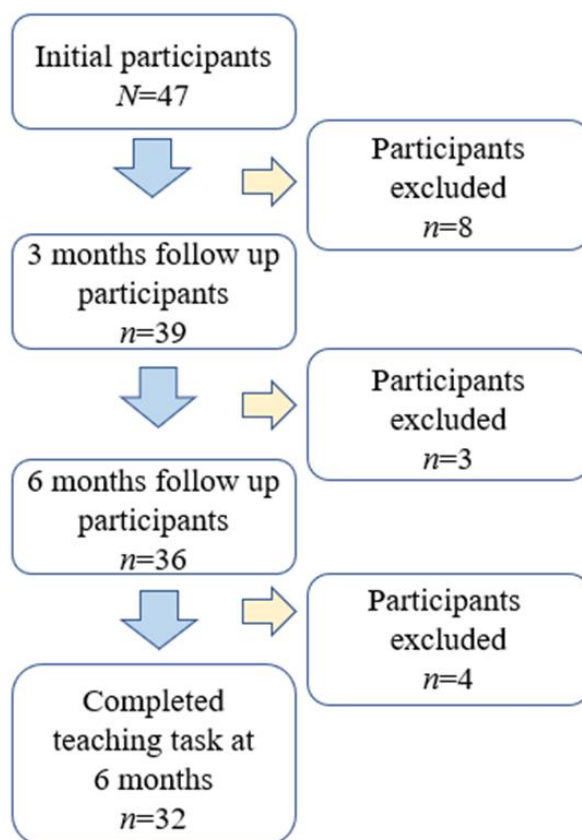 Initial participants
N=47
Participants
excluded
n=8
3 months follow up
participants
n=39
Participants
excluded
n=3
6 months follow up
participants
n=36
Participants
excluded
n=4
Completed
teaching task at
6 months
n=32